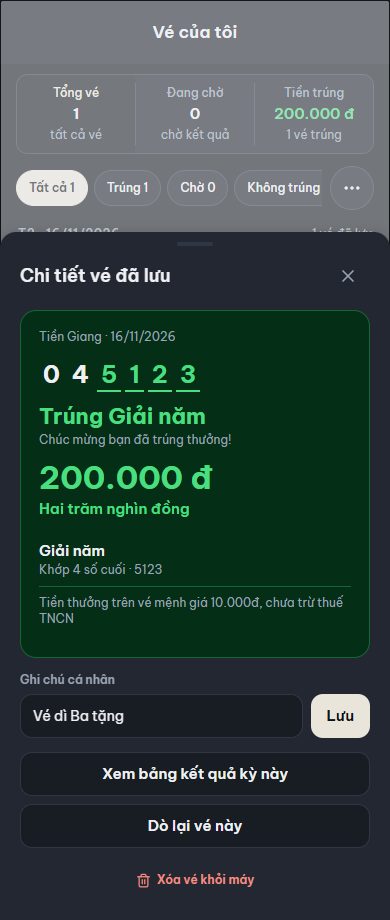 Vé của tôi
Tổng vé
1
tất cả vé
Đang chờ
0
chờ kết quả
Tiền trúng
200.000 đ
1 vé trúng
Tất cả 1
Trúng 1
Chờ 0
Không trúng
Chi tiết vé đã lưu
Tiền Giang · 16/11/2026
0 4 5 1 2 3
Trúng Giải năm
Chúc mừng bạn đã trúng thưởng!
200.000 đ
Hai trăm nghìn đồng
Giải năm
Khớp 4 số cuối · 5123
Tiền thưởng trên vé mệnh giá 10.000đ, chưa trừ thuế
TNCN
Ghi chú cá nhân
Vé dì Ba tặng
Lưu
Xem bảng kết quả kỳ này
Dò lại vé này
Xóa vé khỏi máy